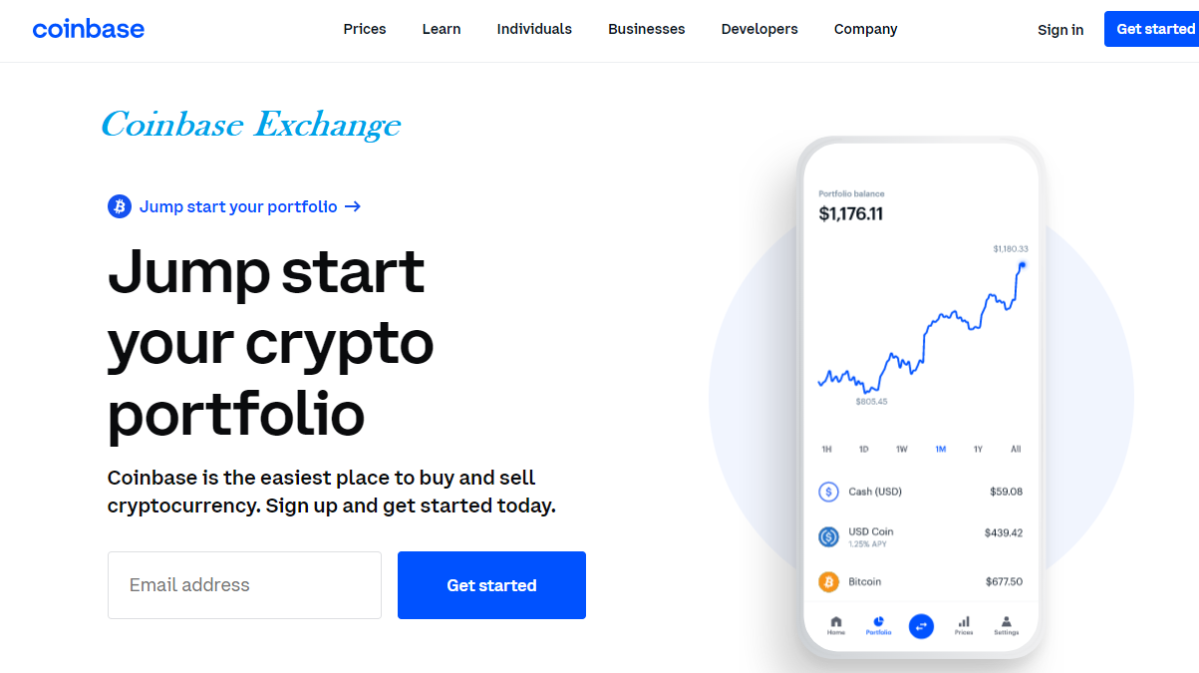 coinbase
Prices Learn Individuals Businesses Developers Company Sign in Get started
Coinbase Exchange
Jump start your portfolio →
Jump start
your crypto
portfolio
Coinbase is the easiest place to buy and sell
cryptocurrency. Sign up and get started today.
Email address
Get started
Portfolio balance
$1,176.11
$1,180.33
$805.45
1H 1D 1W 1M 1Y All
Cash (USD) $59.08
USD Coin $439.42
1.25% APY
Bitcoin $677.50
Home Portfolio Prices Settings